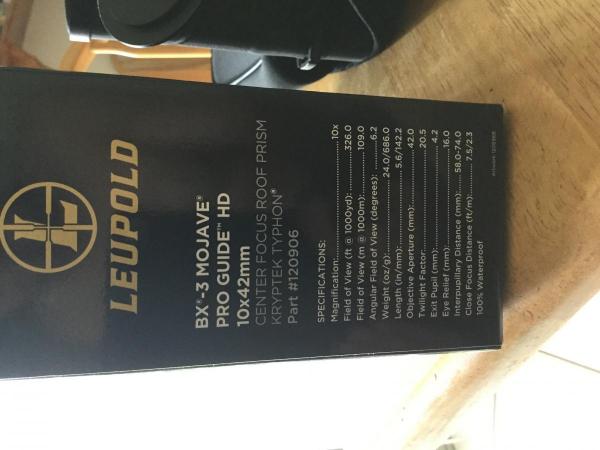 LEUPOLD
BX®-3 MOJAVE®
PRO GUIDE™ HD
10x42mm
CENTER FOCUS ROOF PRISM
KRYPTEK TYPHON®
Part #120906
SPECIFICATIONS:
Magnification:..................10x
Field of View (ft @ 1000yd):..........326.0
Field of View (m @ 1000m):..........109.0
Angular Field of View (degrees):........6.2
Weight (oz/g):..................24.0/686.0
Length (in/mm):..................5.6/142.2
Objective Aperture (mm):..........42.0
Twilight Factor:..................20.5
Exit Pupil (mm):..................4.2
Eye Relief (mm):..................16.0
Interpupillary Distance (mm):.....58.0-74.0
Close Focus Distance (ft/m):..........7.5/2.3
100% Waterproof